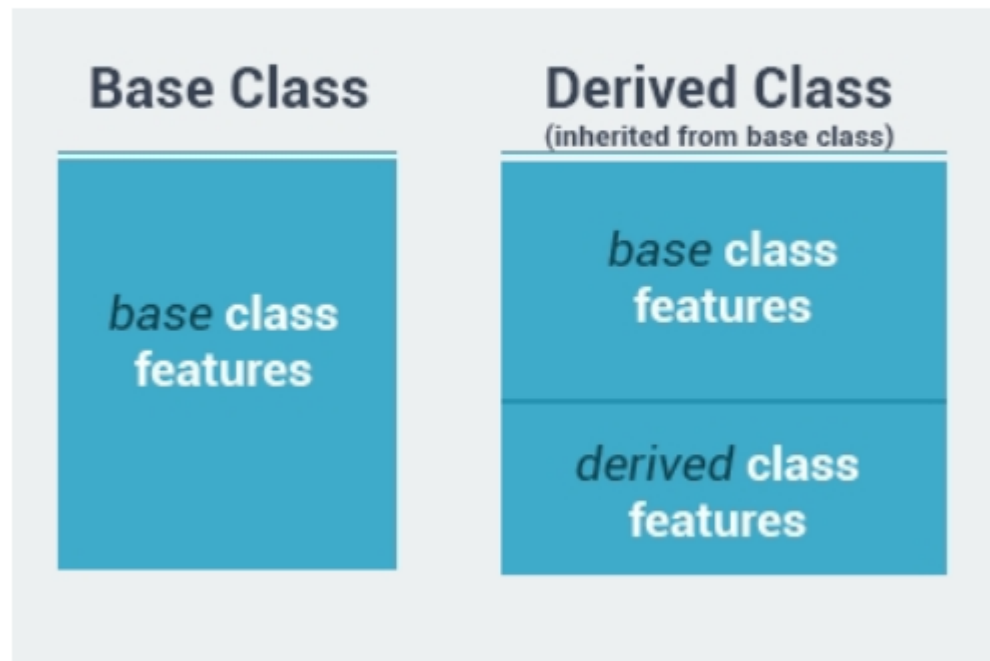 Base Class
base class
features
Derived Class
(inherited from base class)
base class
features
derived class
features